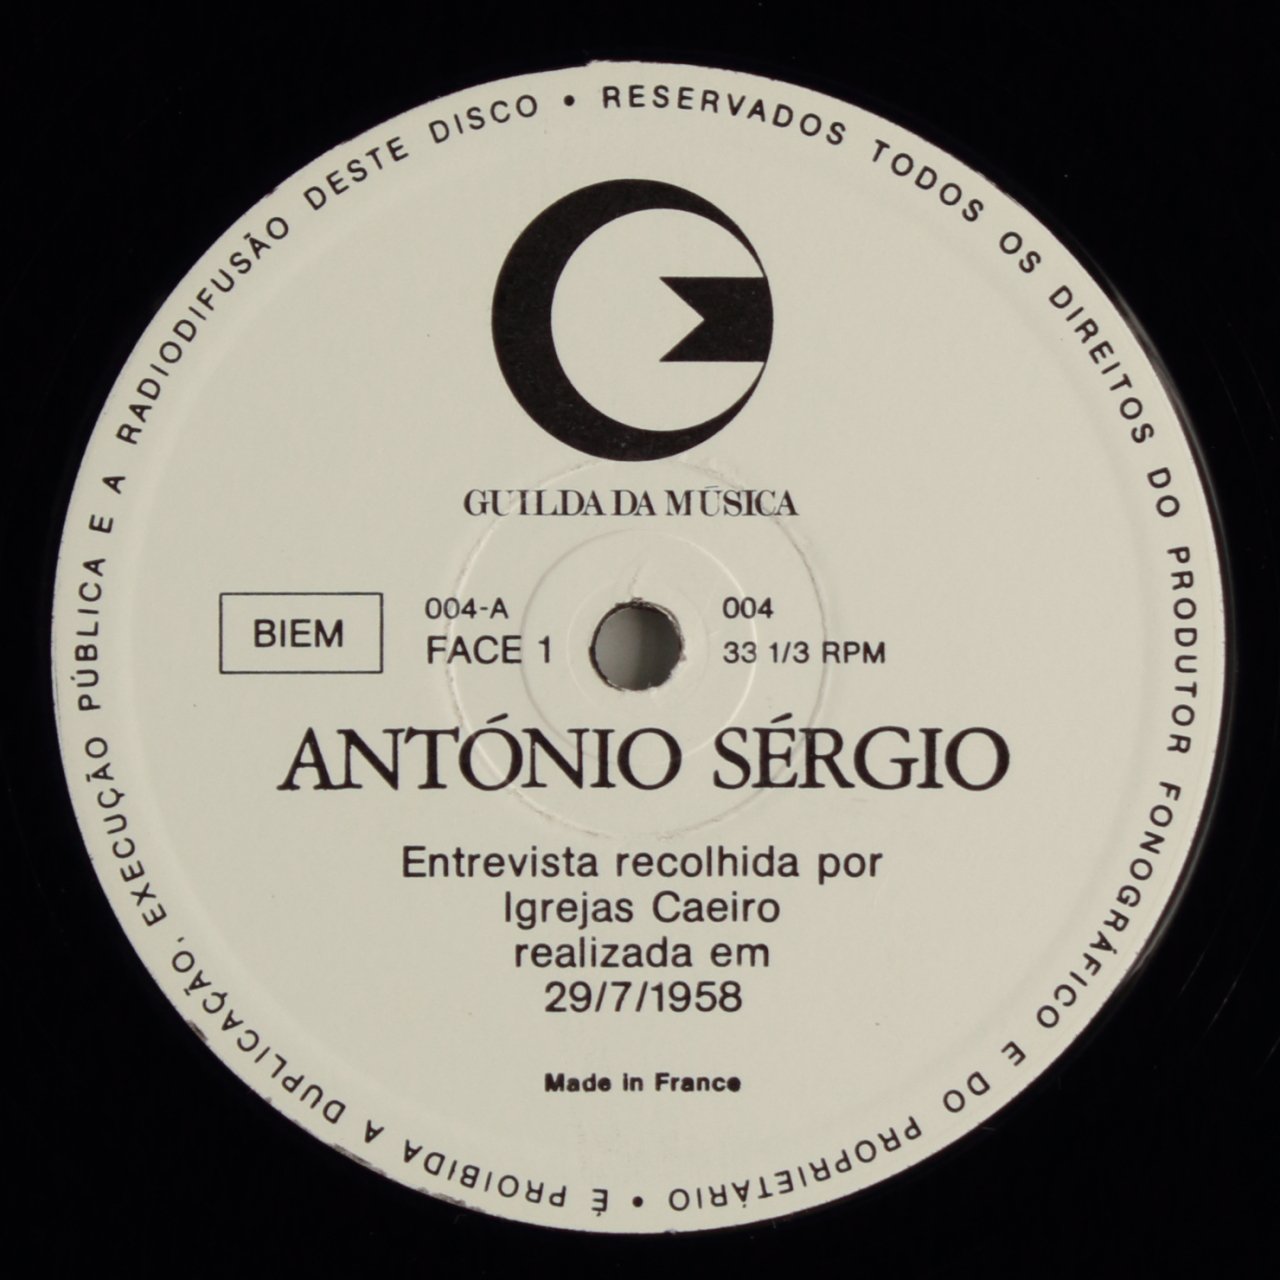 RESERVADOS TODOS OS DIREITOS DO PRODUTOR FONOGRÁFICO E DO PROPRIETÁRIO • É PROIBIDA A DUPLICAÇÃO, EXECUÇÃO PÚBLICA E A RADIODIFUSÃO DESTE DISCO •
GUILDA DA MÚSICA
BIEM
004-A
FACE 1
004
33 1/3 RPM
ANTÓNIO SÉRGIO
Entrevista recolhida por
Igrejas Caeiro
realizada em
29/7/1958
Made in France